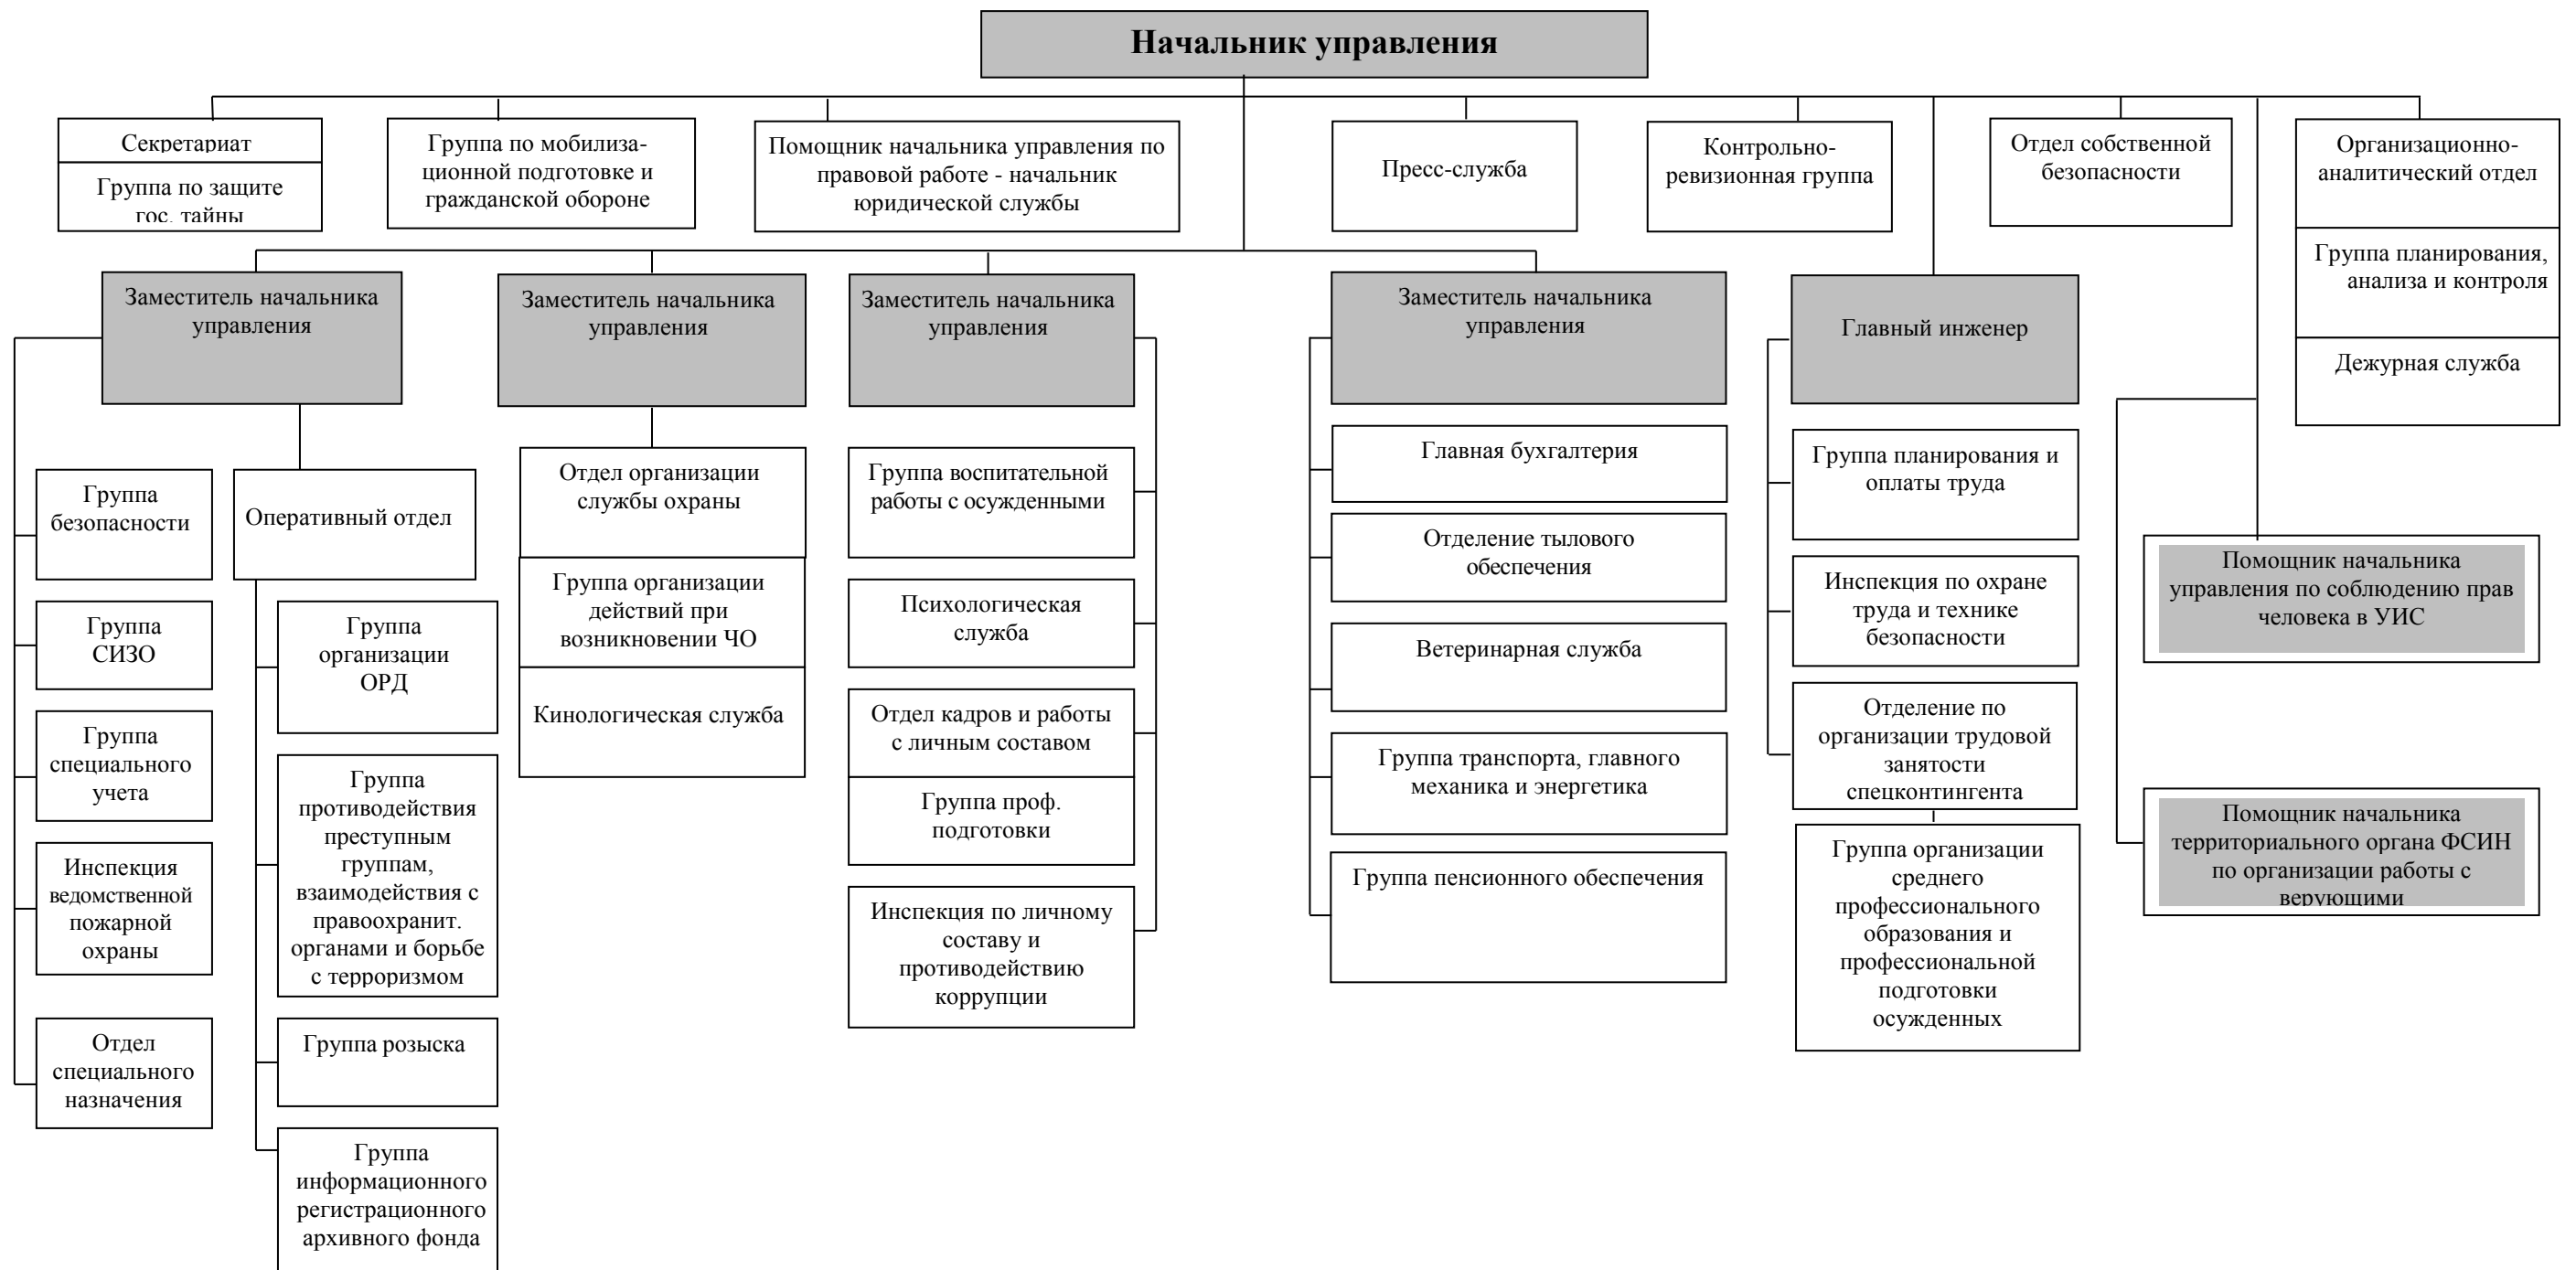 Начальник управления
Секретариат
Группа по защите
гос. тайны
Группа по мобилиза-
ционной подготовке и
гражданской обороне
Помощник начальника управления по
правовой работе - начальник
юридической службы
Пресс-служба
Контрольно-
ревизионная группа
Отдел собственной
безопасности
Организационно-
аналитический отдел
Группа планирования,
анализа и контроля
Дежурная служба
Заместитель начальника
управления
Заместитель начальника
управления
Заместитель начальника
управления
Заместитель начальника
управления
Главный инженер
Группа
безопасности
Группа
СИЗО
Группа
специального
учета
Инспекция
ведомственной
пожарной
охраны
Отдел
специального
назначения
Оперативный отдел
Группа
организации
ОРД
Группа
противодействия
преступным
группам,
взаимодействия с
правоохранит.
органами и борьбе
с терроризмом
Группа розыска
Группа
информационного
регистрационного
архивного фонда
Отдел организации
службы охраны
Группа организации
действий при
возникновении ЧО
Кинологическая служба
Группа воспитательной
работы с осужденными
Психологическая
служба
Отдел кадров и работы
с личным составом
Группа проф.
подготовки
Инспекция по личному
составу и
противодействию
коррупции
Главная бухгалтерия
Отделение тылового
обеспечения
Ветеринарная служба
Группа транспорта, главного
механика и энергетика
Группа пенсионного обеспечения
Группа планирования и
оплаты труда
Инспекция по охране
труда и технике
безопасности
Отделение по
организации трудовой
занятости
спецконтингента
Группа организации
среднего
профессионального
образования и
профессиональной
подготовки
осужденных
Помощник начальника
управления по соблюдению прав
человека в УИС
Помощник начальника
территориального органа ФСИН
по организации работы с
верующими